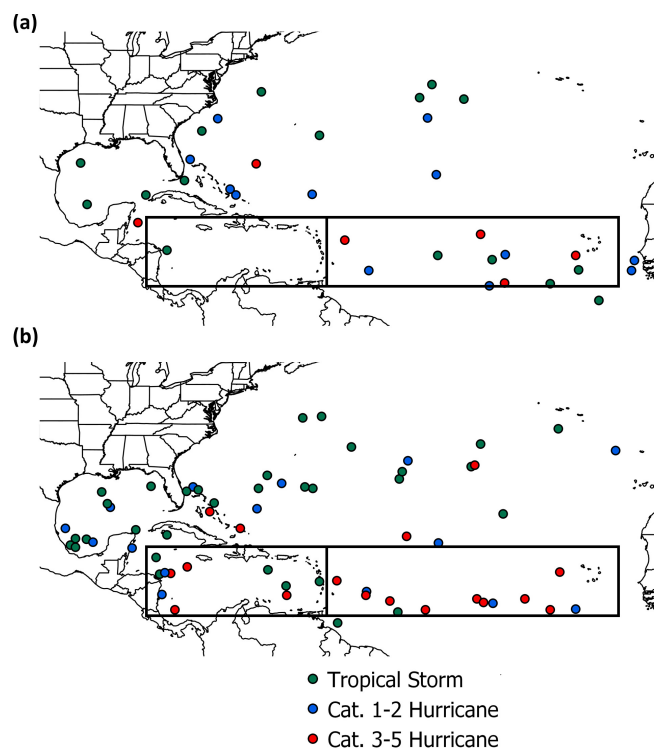 (a)
(b)
Tropical Storm
Cat. 1-2 Hurricane
Cat. 3-5 Hurricane